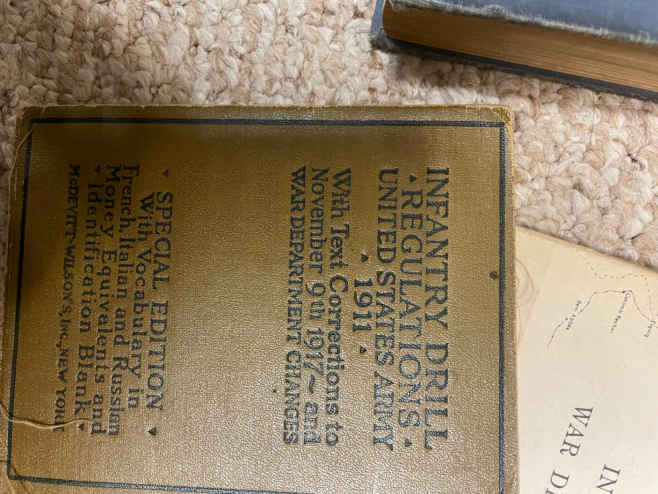 INFANTRY DRILL
REGULATIONS
UNITED STATES ARMY
1911
With Text Corrections to
November 9th 1917~ and
WAR DEPARTMENT CHANGES
SPECIAL EDITION
With Vocabulary in
French, Italian and Russian
Money Equivalents and
Identification Blank
McDEVITT-WILSON'S, Inc., NEW YORK
IN
WAR D